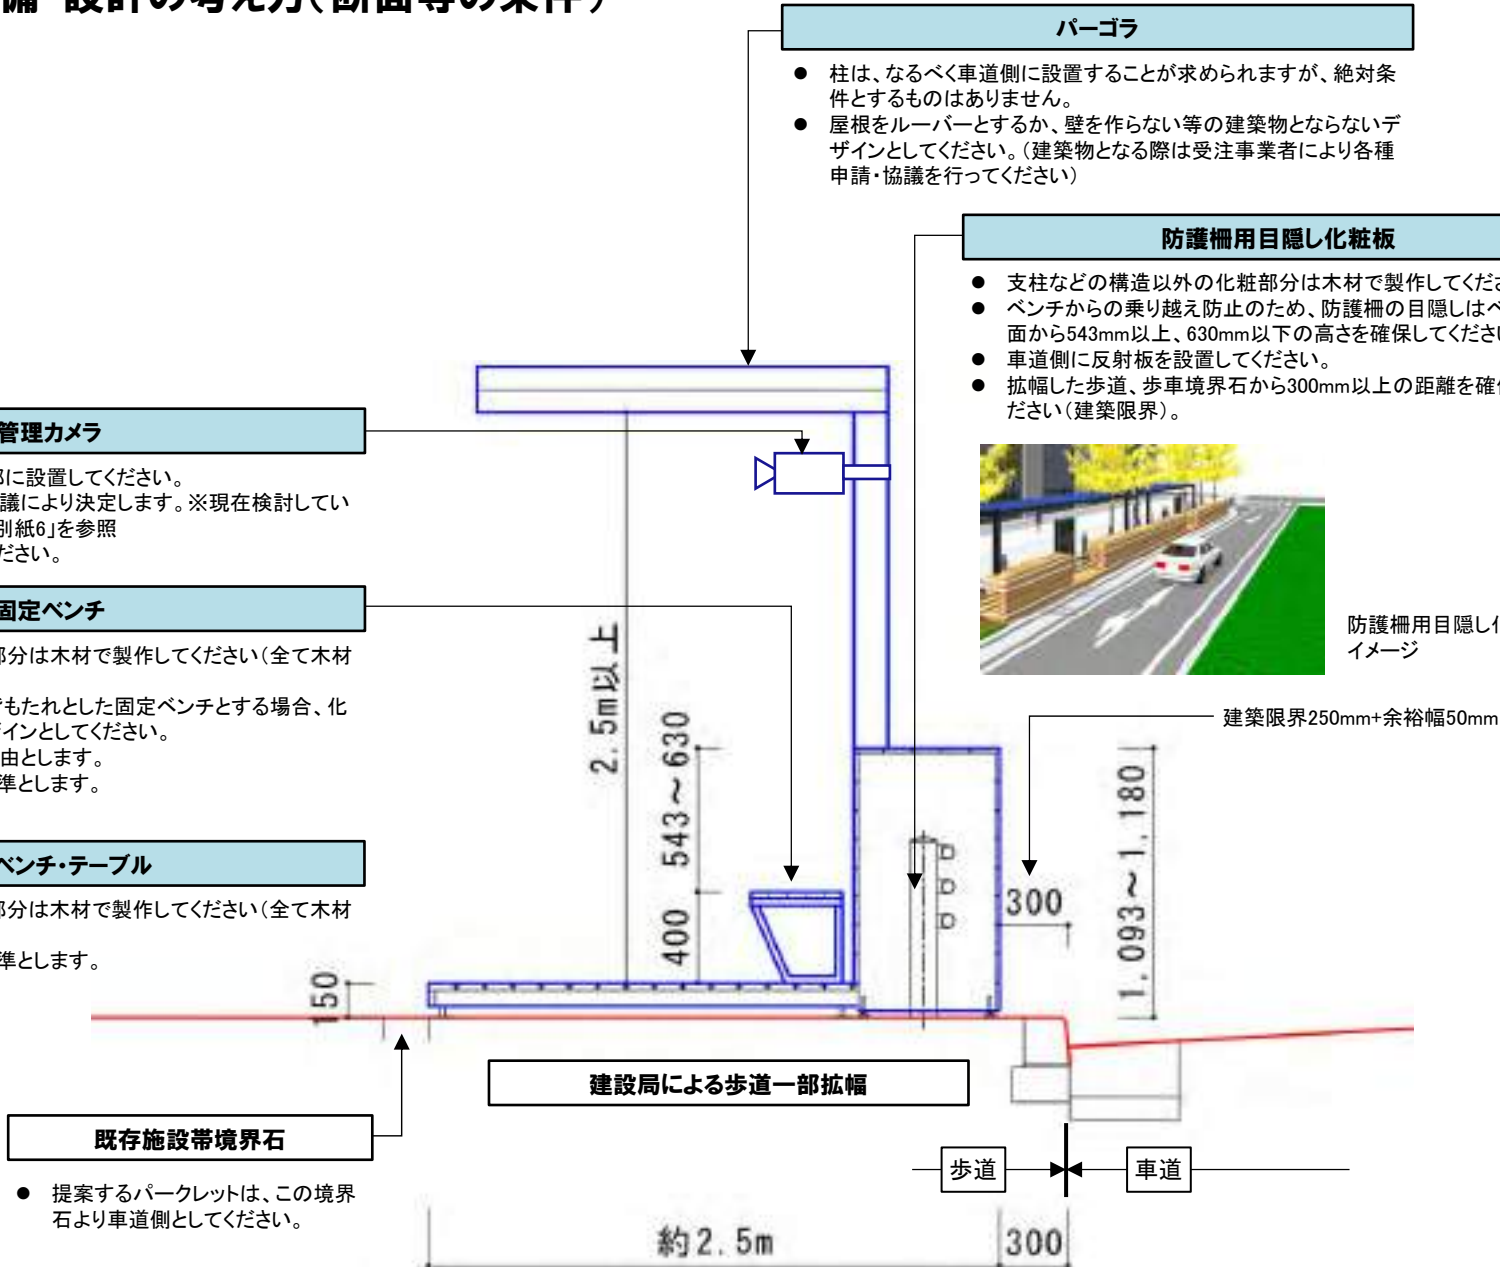 備 設計の考え方(断面等の条件)
パーゴラ
● 柱は、なるべく車道側に設置することが求められますが、絶対条
件とするものはありません。
● 屋根をルーバーとするか、壁を作らない等の建築物とならないデ
ザインとしてください。(建築物となる際は受注事業者により各種
申請・協議を行ってください)
防護柵用目隠し化粧板
● 支柱などの構造以外の化粧部分は木材で製作してくださ
● ベンチからの乗り越え防止のため、防護柵の目隠しはベ
面から543mm以上、630mm以下の高さを確保してください
● 車道側に反射板を設置してください。
● 拡幅した歩道、歩車境界石から300mm以上の距離を確保
ださい(建築限界)。
防護柵用目隠し化
イメージ
建築限界250mm+余裕幅50mm
管理カメラ
部に設置してください。
議により決定します。※現在検討してい
別紙6」を参照
ださい。
固定ベンチ
部分は木材で製作してください(全て木材
ずもたれとした固定ベンチとする場合、化
ザインとしてください。
由とします。
準とします。
ベンチ・テーブル
部分は木材で製作してください(全て木材
準とします。
2.5m以上
543~630
400
150
300
1.093~1.180
建設局による歩道一部拡幅
既存施設帯境界石
● 提案するパークレットは、この境界
石より車道側としてください。
歩道
車道
約2.5m
300